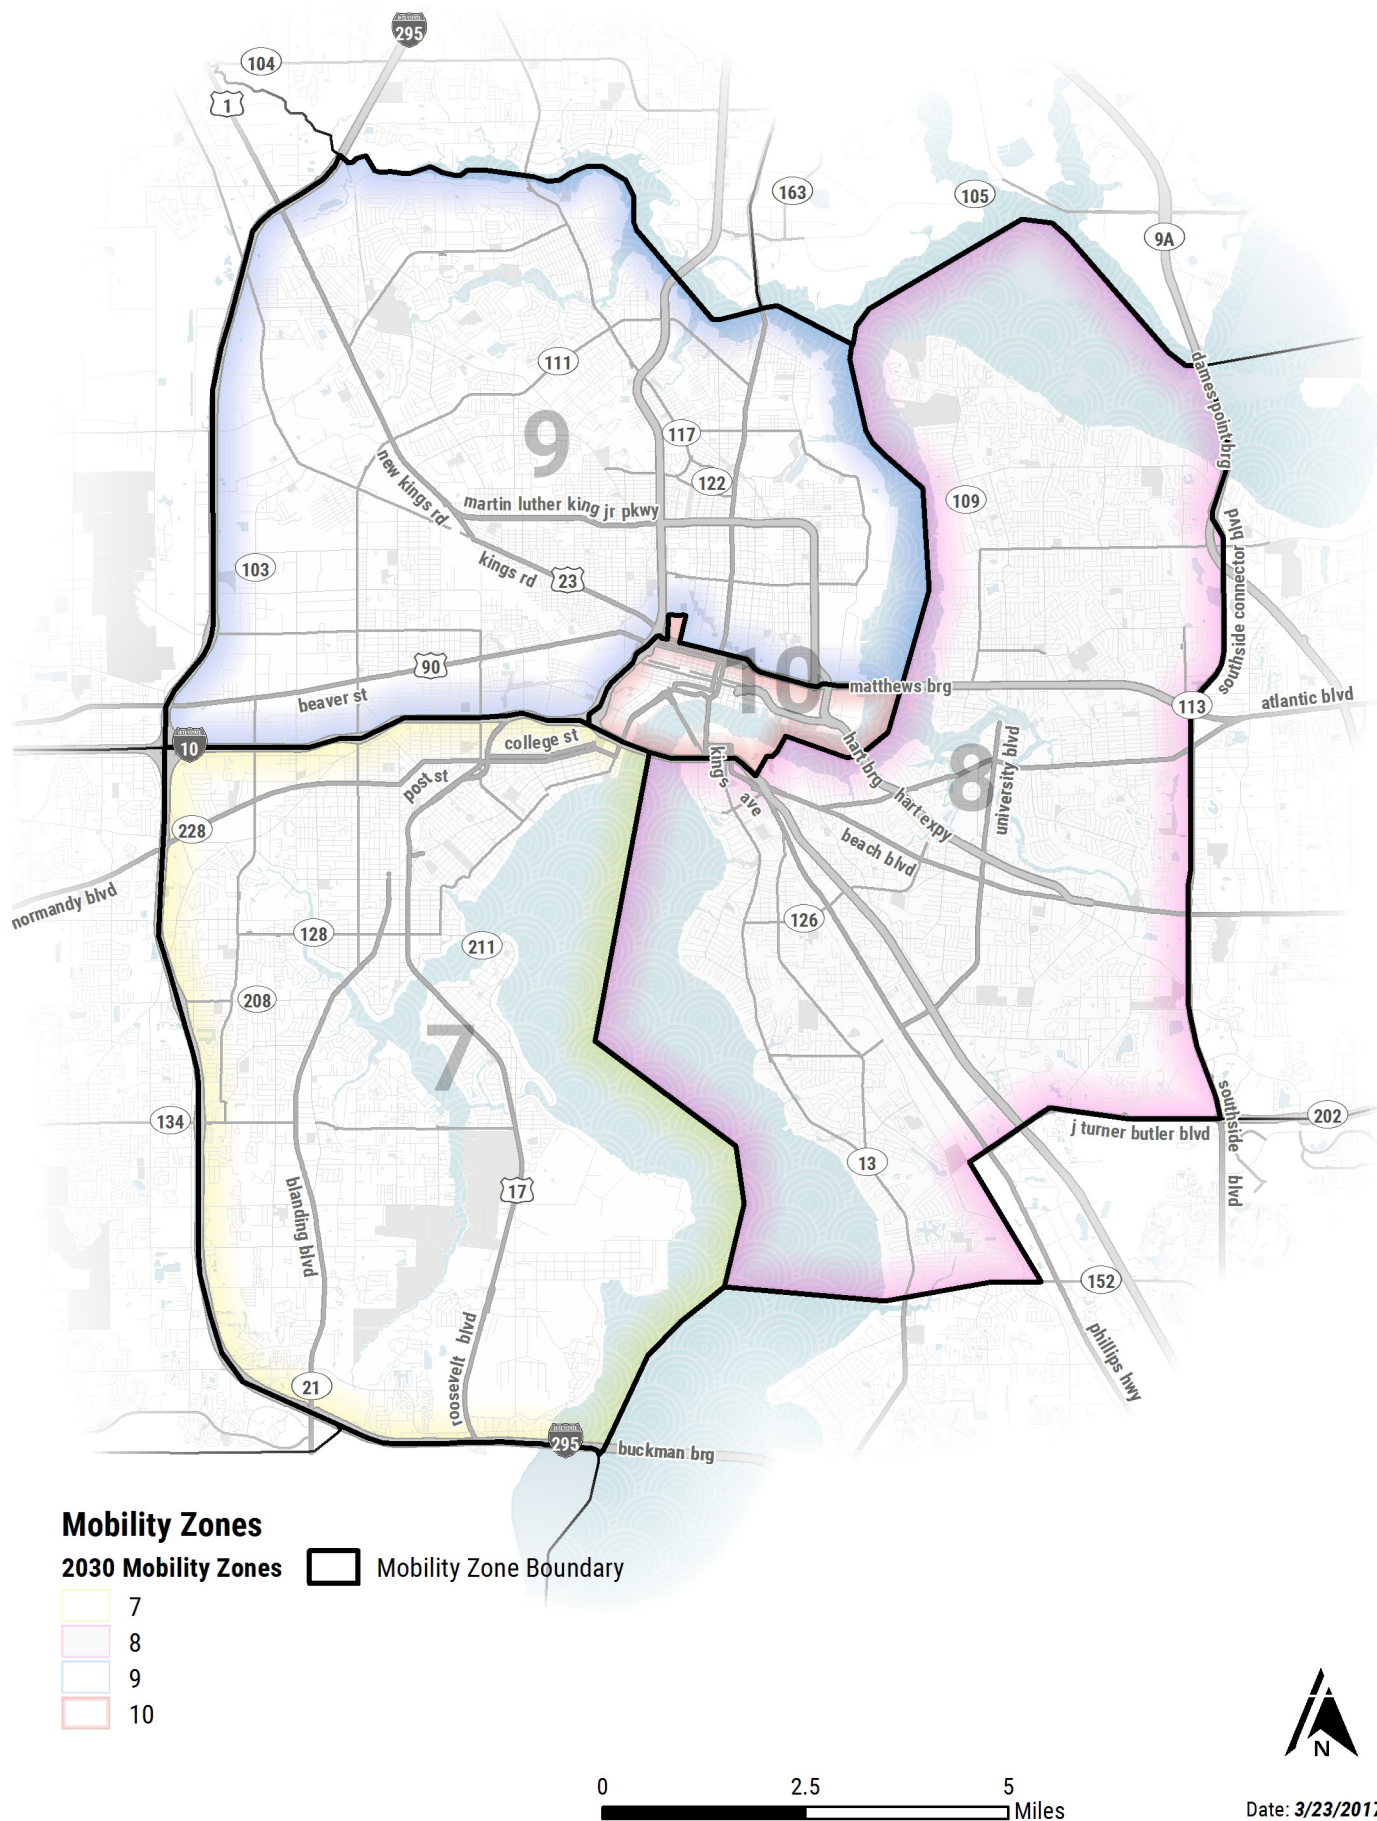 295
104
1
163
105
9A
dames point brg
111
9
117
122
new kings rd
martin luther king jr pkwy
109
southside connector blvd
kings rd
23
103
90
beaver st
10
matthews brg
113
atlantic blvd
10
college st
post st
kings ave
hart brg
hart expy
8
university blvd
228
beach blvd
normandy blvd
126
128
211
208
7
134
southside blvd
202
j turner butler blvd
13
17
blanding blvd
152
phillips hwy
roosevelt blvd
21
295
buckman brg
Mobility Zones
2030 Mobility Zones
Mobility Zone Boundary
7
8
9
10
N
0 2.5 5
Miles
Date: 3/23/2017